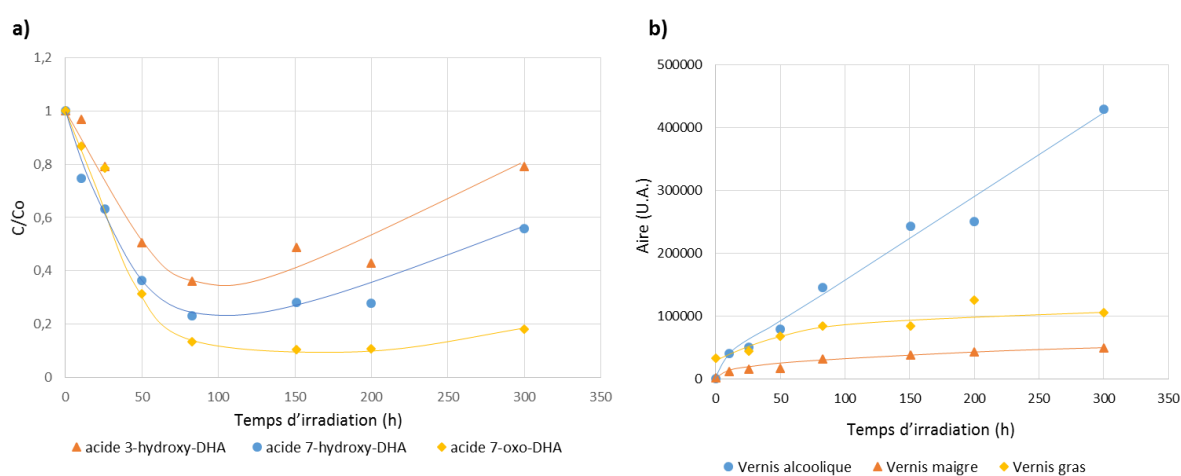 a)
1,2
1
0,8
0,6
0,4
0,2
0
C/Co
0 50 100 150 200 250 300 350
Temps d'irradiation (h)
acide 3-hydroxy-DHA acide 7-hydroxy-DHA acide 7-oxo-DHA
b)
500000
400000
300000
200000
100000
0
Aire (U.A.)
0 50 100 150 200 250 300 350
Temps d'irradiation (h)
Vernis alcoolique Vernis maigre Vernis gras